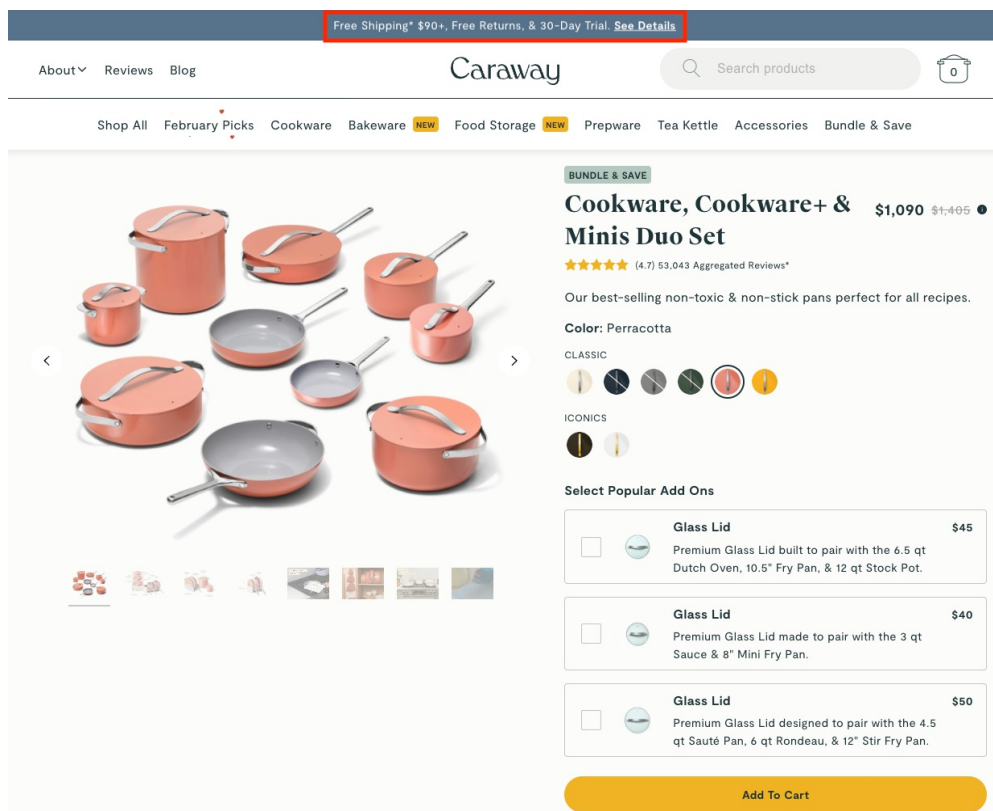 Free Shipping* $90+, Free Returns, & 30-Day Trial. See Details
About Reviews Blog
Caraway
Search products
0
Shop All February Picks Cookware Bakeware NEW Food Storage NEW Prepware Tea Kettle Accessories Bundle & Save
BUNDLE & SAVE
Cookware, Cookware+ &
Minis Duo Set
$1,090 $1,405
(4.7) 53,043 Aggregated Reviews*
Our best-selling non-toxic & non-stick pans perfect for all recipes.
Color: Perracotta
CLASSIC
ICONICS
Select Popular Add Ons
Glass Lid $45
Premium Glass Lid built to pair with the 6.5 qt
Dutch Oven, 10.5" Fry Pan, & 12 qt Stock Pot.
Glass Lid $40
Premium Glass Lid made to pair with the 3 qt
Sauce & 8" Mini Fry Pan.
Glass Lid $50
Premium Glass Lid designed to pair with the 4.5
qt Sauté Pan, 6 qt Rondeau, & 12" Stir Fry Pan.
Add To Cart